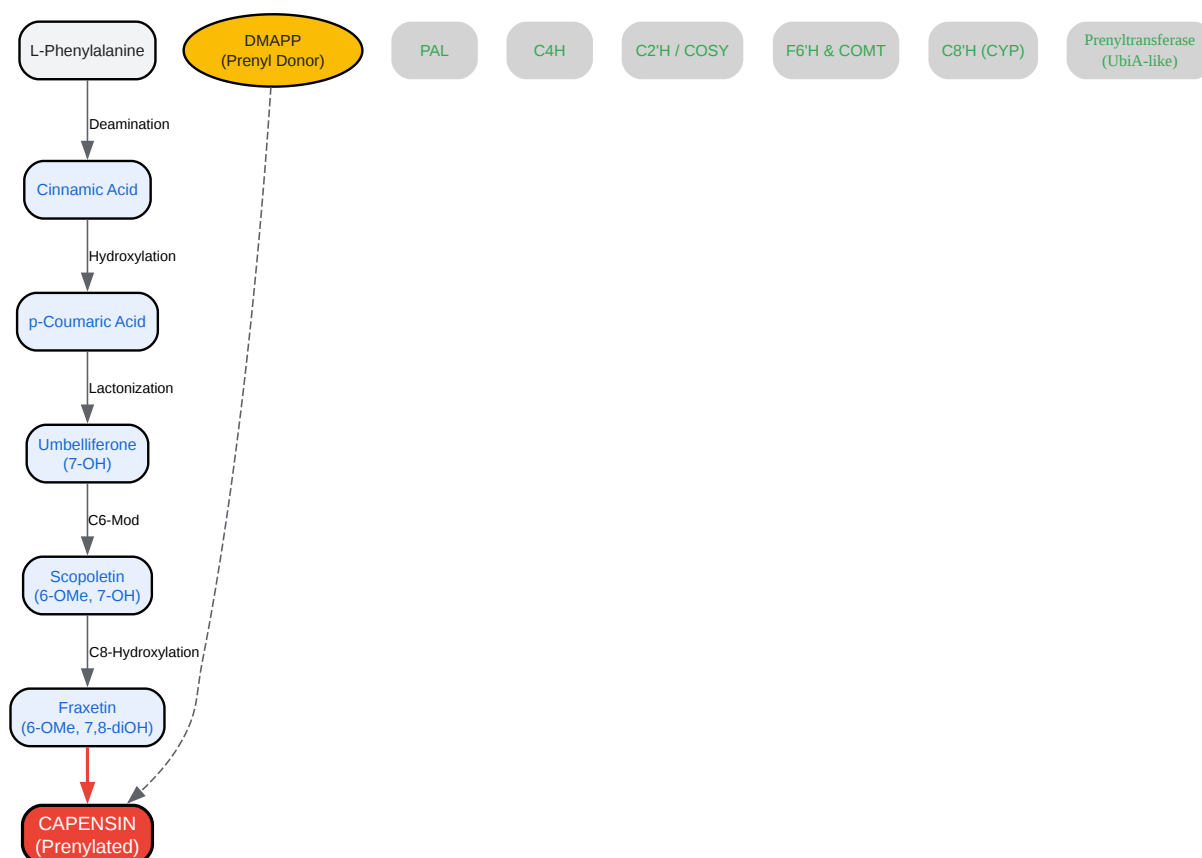 L-Phenylalanine
DMAPP
(Prenyl Donor)
PAL
C4H
C2'H / COSY
F6'H & COMT
C8'H (CYP)
Prenyltransferase
(UbiA-like)
Deamination
Cinnamic Acid
Hydroxylation
p-Coumaric Acid
Lactonization
Umbelliferone
(7-OH)
C6-Mod
Scopoletin
(6-OMe, 7-OH)
C8-Hydroxylation
Fraxetin
(6-OMe, 7,8-diOH)
CAPENSIN
(Prenylated)